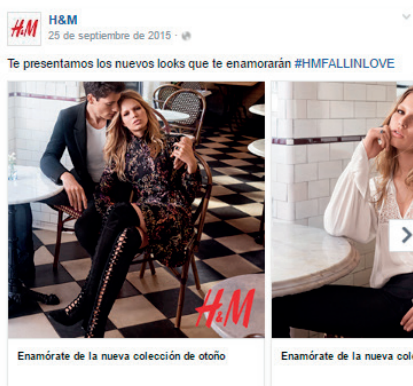 H&M
H&M
25 de septiembre de 2015 ·
Te presentamos los nuevos looks que te enamorarán #HMFALLINLOVE
H&M
Enamórate de la nueva colección de otoño
Enamórate de la nueva